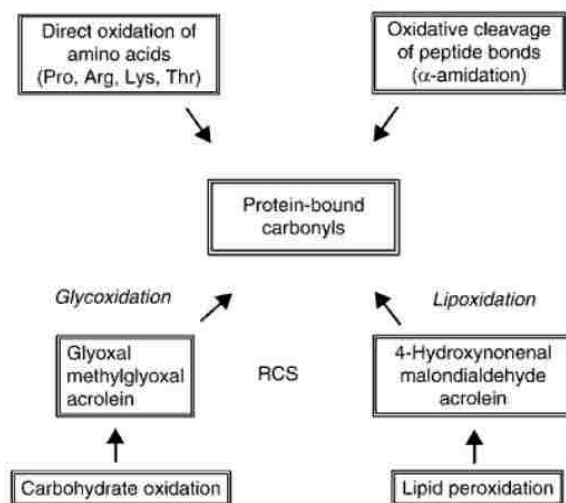 Direct oxidation of
amino acids
(Pro, Arg, Lys, Thr)
Oxidative cleavage
of peptide bonds
(α-amidation)
Protein-bound
carbonyls
Glycoxidation
Lipoxidation
Glyoxal
methylglyoxal
acrolein
RCS
4-Hydroxynonenal
malondialdehyde
acrolein
Carbohydrate oxidation
Lipid peroxidation